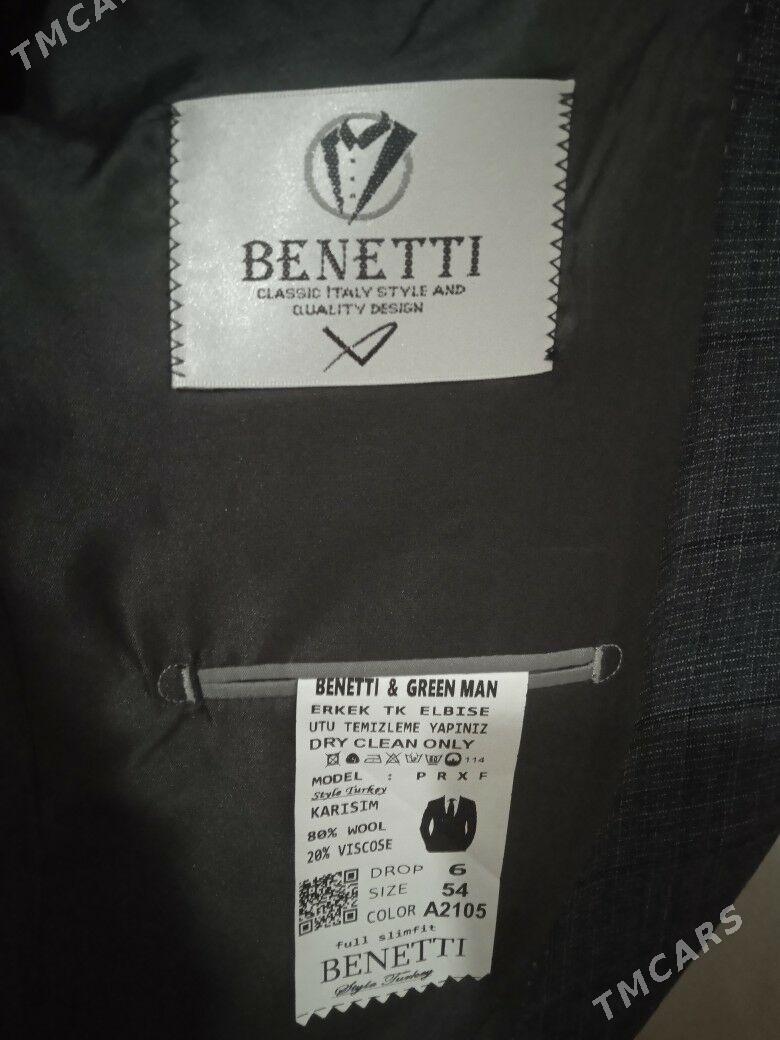 TMCARS
BENETTI
CLASSIC ITALY STYLE AND
QUALITY DESIGN
BENETTI & GREEN MAN
ERKEK TK ELBISE
UTU TEMIZLEME YAPINIZ
DRY CLEAN ONLY
114
MODEL : P R X F
Style Turkey
KARISIM
80% WOOL
20% VISCOSE
DROP 6
SIZE 54
COLOR A2105
full slimfit
BENETTI
Style Turkey
TMCARS